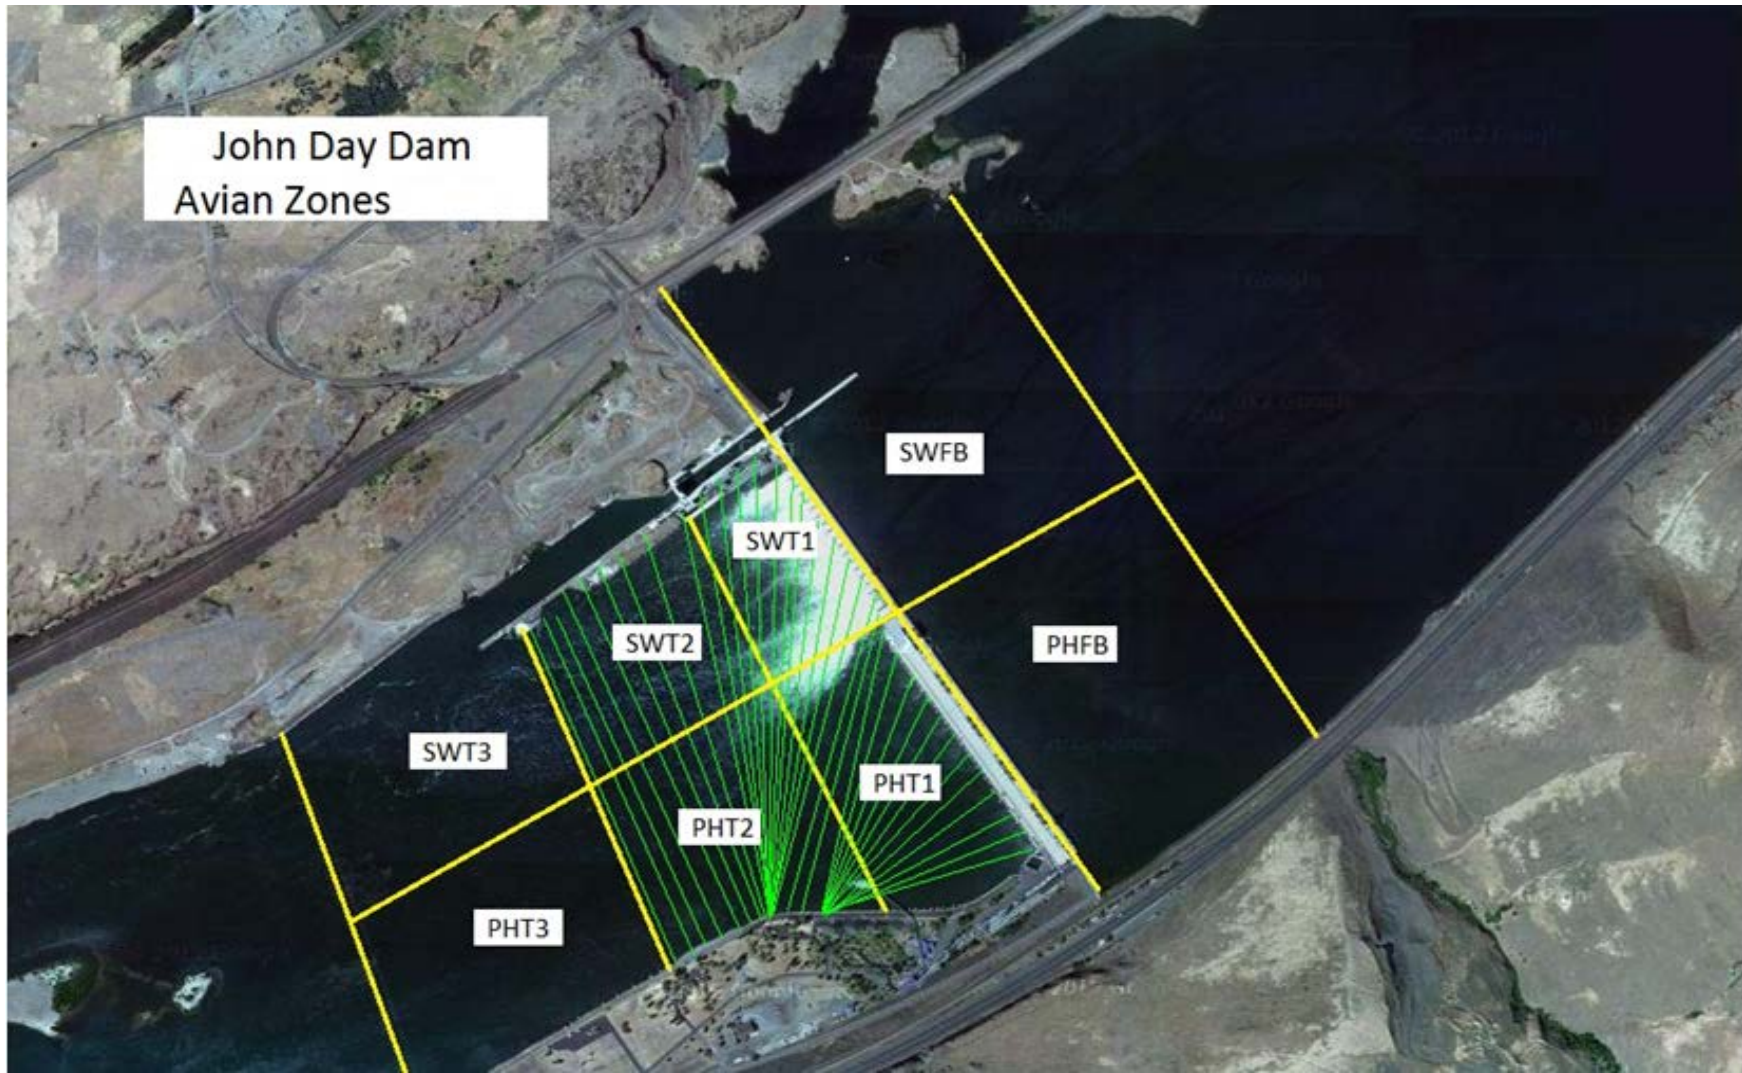 John Day Dam
Avian Zones
SWFB
SWT1
SWT2
PHFB
SWT3
PHT1
PHT2
PHT3